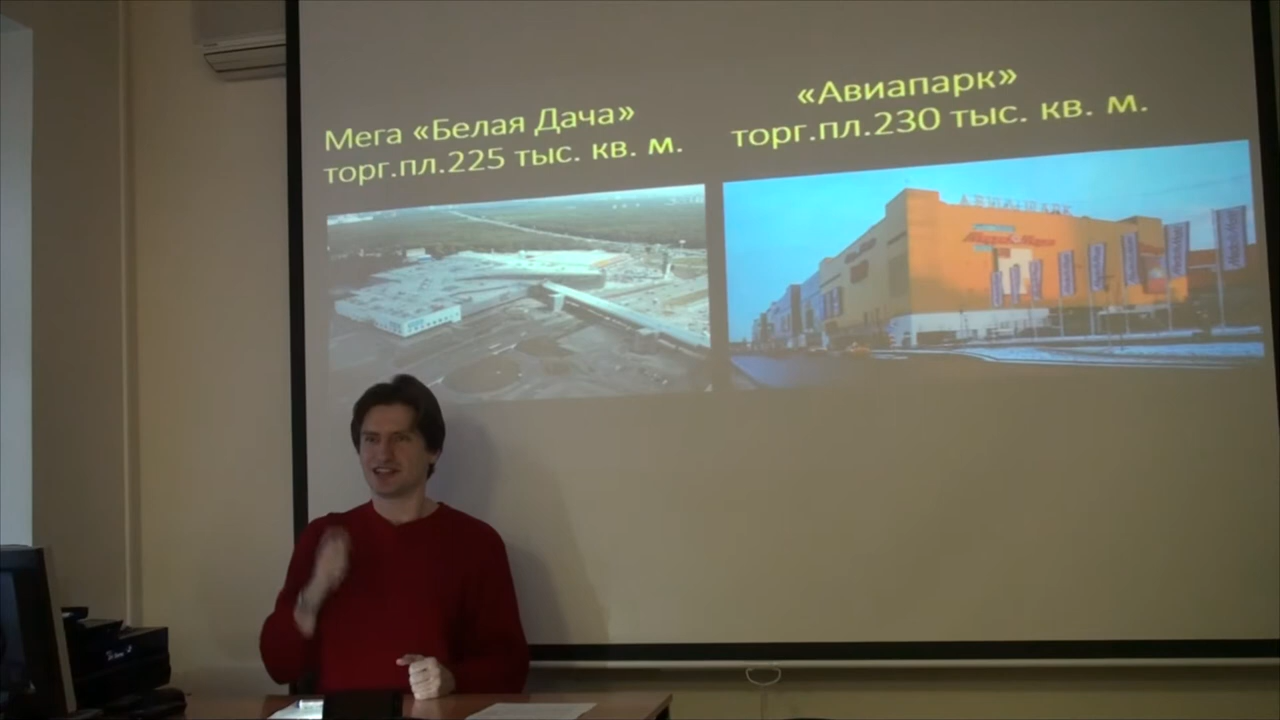 Мега «Белая Дача»
торг.пл.225 тыс. кв. м.
«Авиапарк»
торг.пл.230 тыс. кв. м.
АВИАПАРК